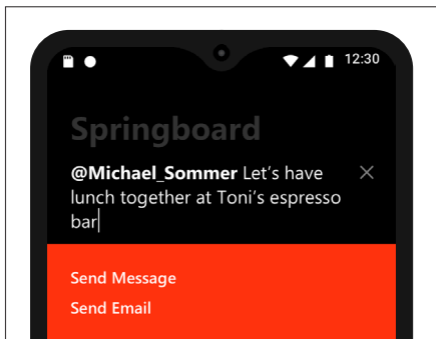 12:30
Springboard
@Michael_Sommer Let's have
lunch together at Toni's espresso
bar
Send Message
Send Email